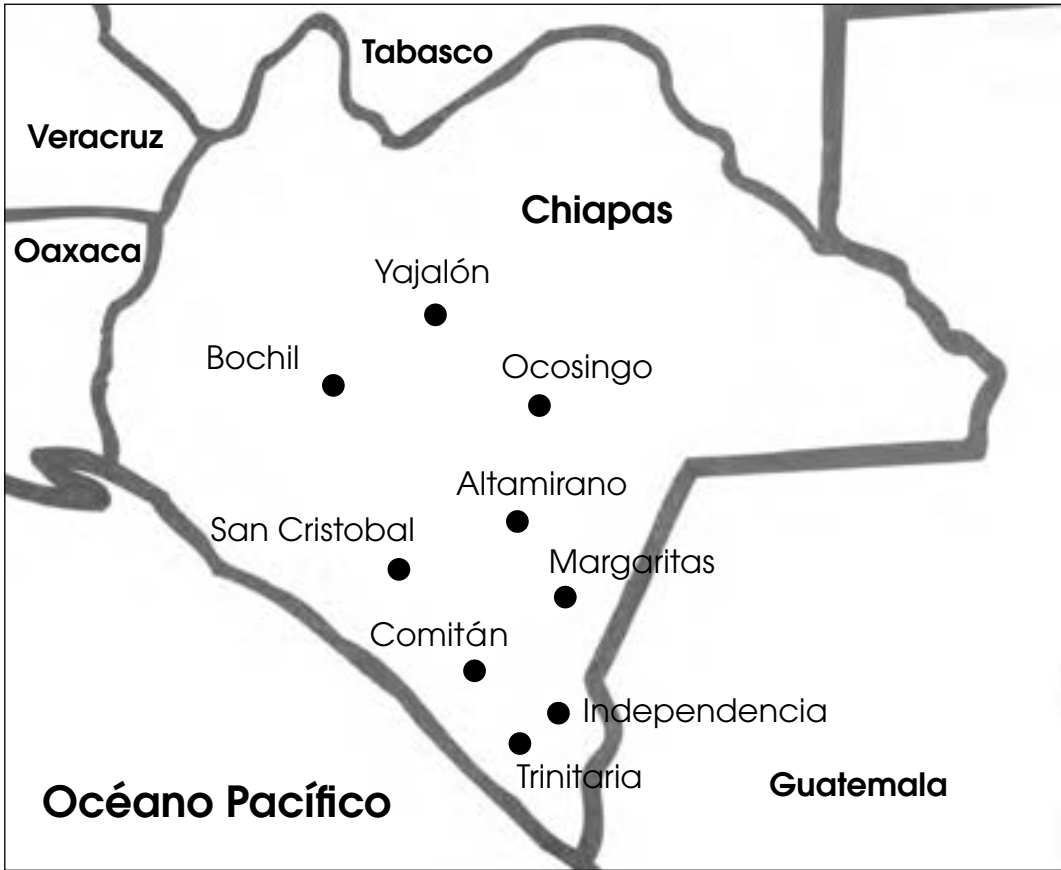 Tabasco
Veracruz
Chiapas
Oaxaca
Yajalón
Bochil
Ocosingo
Altamirano
San Cristobal
Margaritas
Comitán
Independencia
Trinitaria
Guatemala
Océano Pacífico